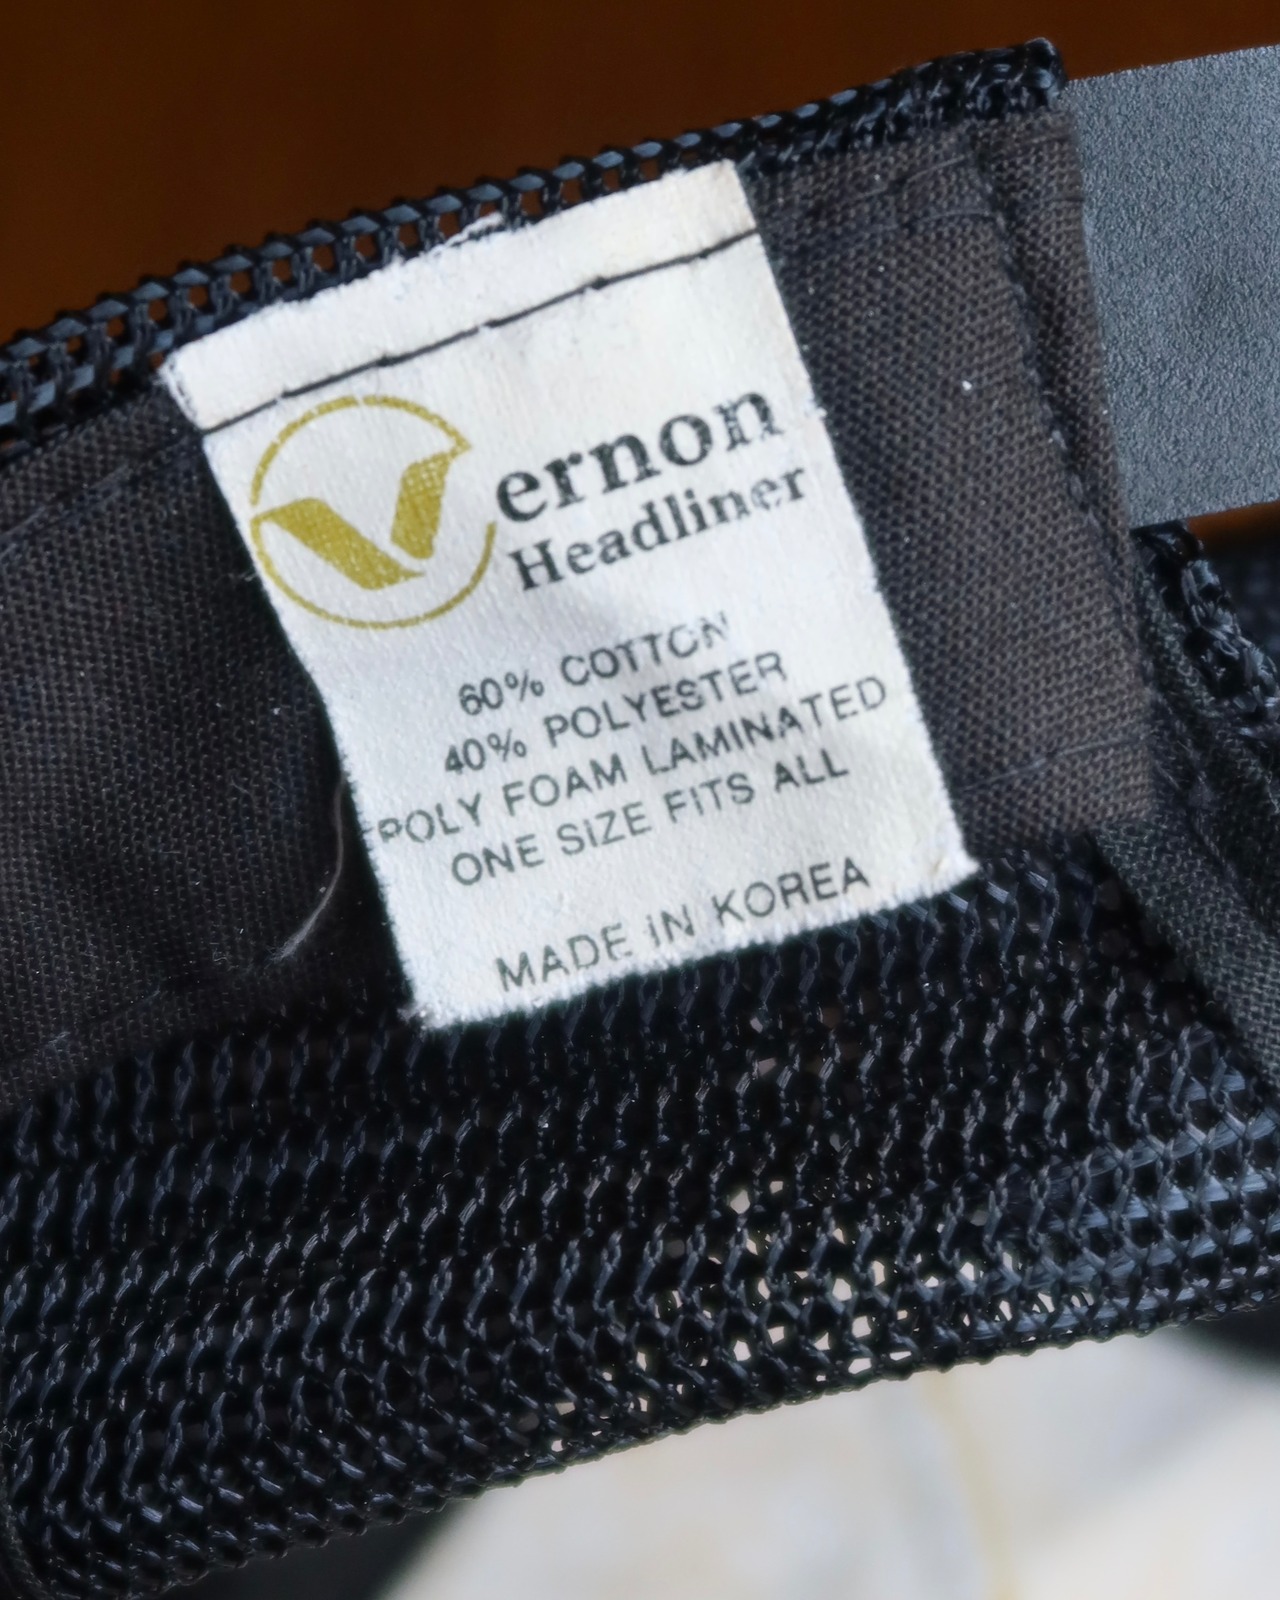 Vernon
Headliner
60% COTTON
40% POLYESTER
POLY FOAM LAMINATED
ONE SIZE FITS ALL
MADE IN KOREA